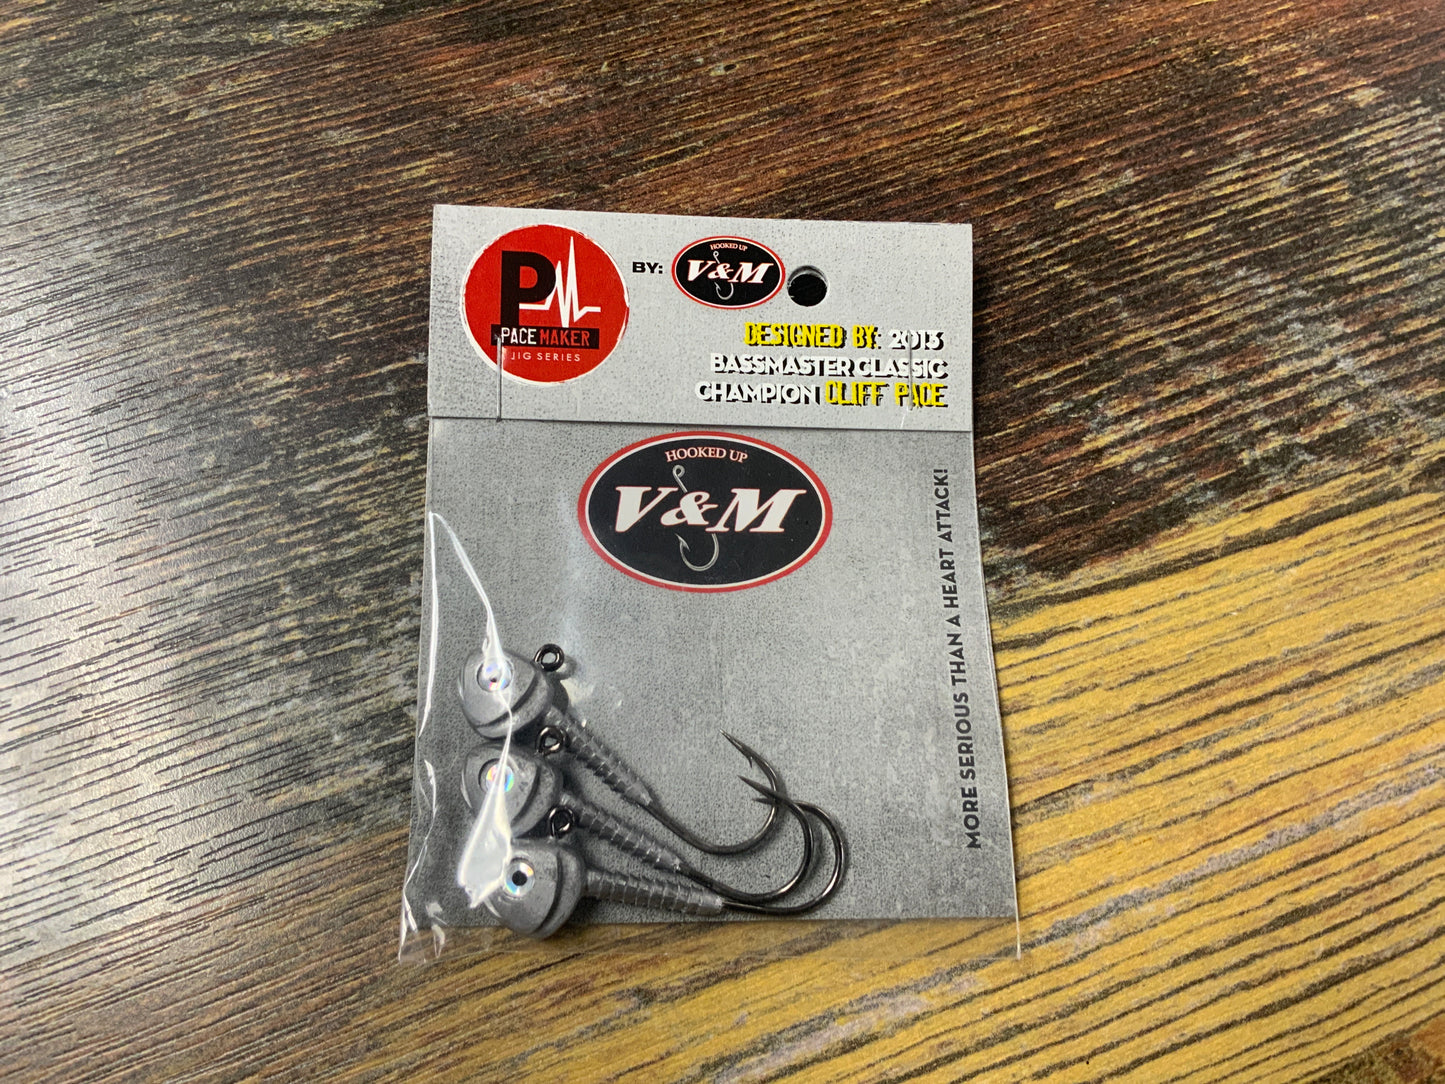 P
PACE MAKER
JIG SERIES
BY:
HOOKED UP
V&M
DESIGNED BY: 2013
BASSMASTER CLASSIC
CHAMPION CLIFF PACE
HOOKED UP
V&M
MORE SERIOUS THAN A HEART ATTACK!